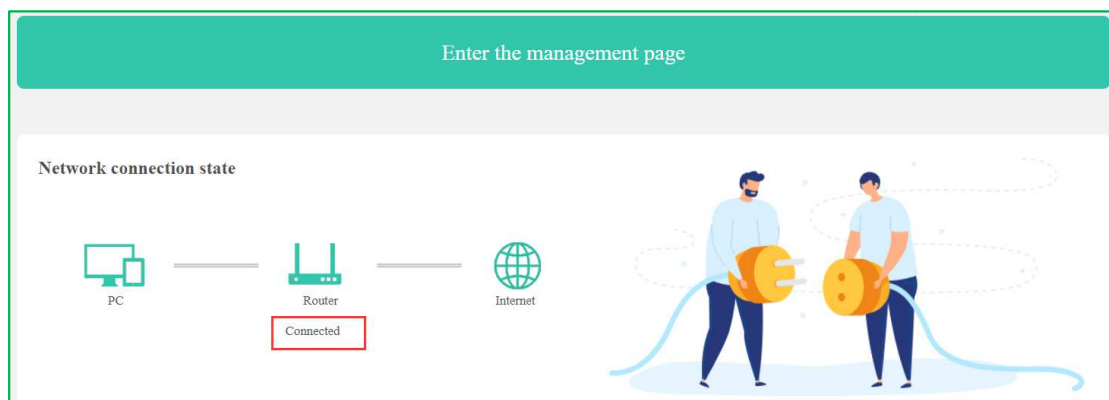 Enter the management page
Network connection state
PC
Router
Internet
Connected